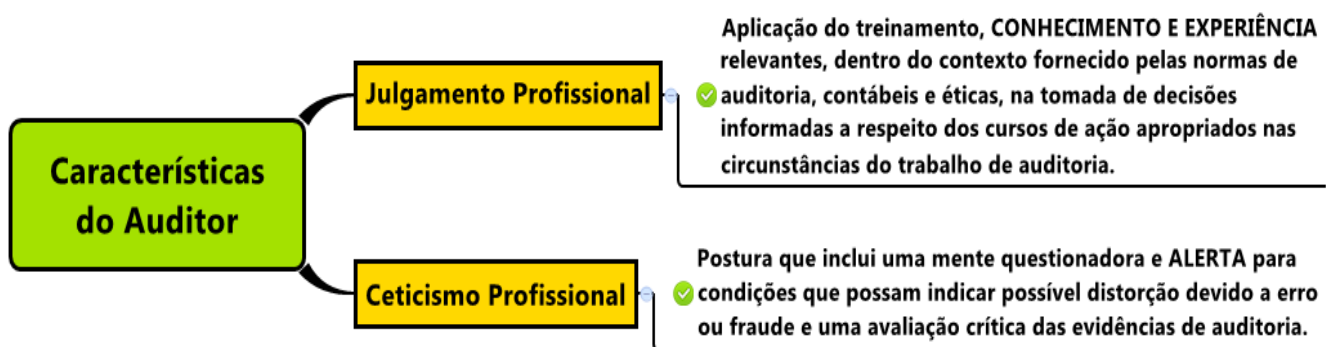 Características
do Auditor
Julgamento Profissional
Aplicação do treinamento, CONHECIMENTO E EXPERIÊNCIA
relevantes, dentro do contexto fornecido pelas normas de
auditoria, contábeis e éticas, na tomada de decisões
informadas a respeito dos cursos de ação apropriados nas
circunstâncias do trabalho de auditoria.
Ceticismo Profissional
Postura que inclui uma mente questionadora e ALERTA para
condições que possam indicar possível distorção devido a erro
ou fraude e uma avaliação crítica das evidências de auditoria.